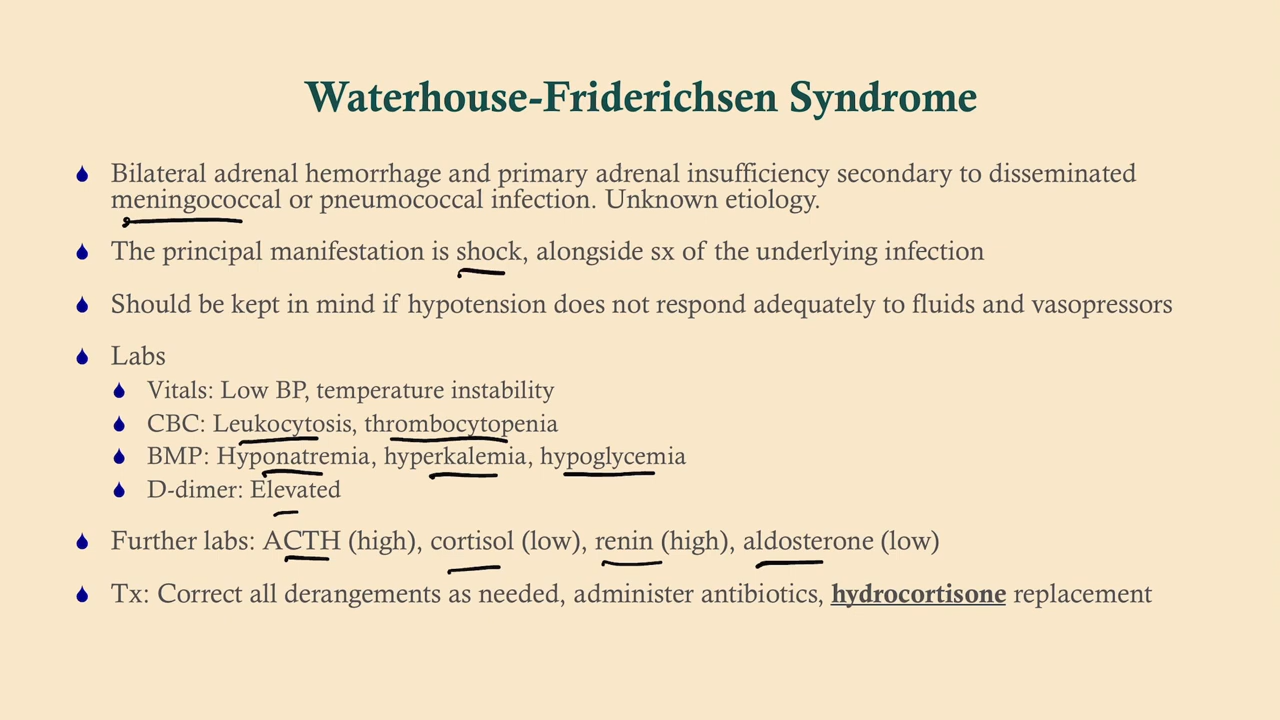 Waterhouse-Friderichsen Syndrome
Bilateral adrenal hemorrhage and primary adrenal insufficiency secondary to disseminated
meningococcal or pneumococcal infection. Unknown etiology.
The principal manifestation is shock, alongside sx of the underlying infection
Should be kept in mind if hypotension does not respond adequately to fluids and vasopressors
Labs
Vitals: Low BP, temperature instability
CBC: Leukocytosis, thrombocytopenia
BMP: Hyponatremia, hyperkalemia, hypoglycemia
D-dimer: Elevated
Further labs: ACTH (high), cortisol (low), renin (high), aldosterone (low)
Tx: Correct all derangements as needed, administer antibiotics, hydrocortisone replacement